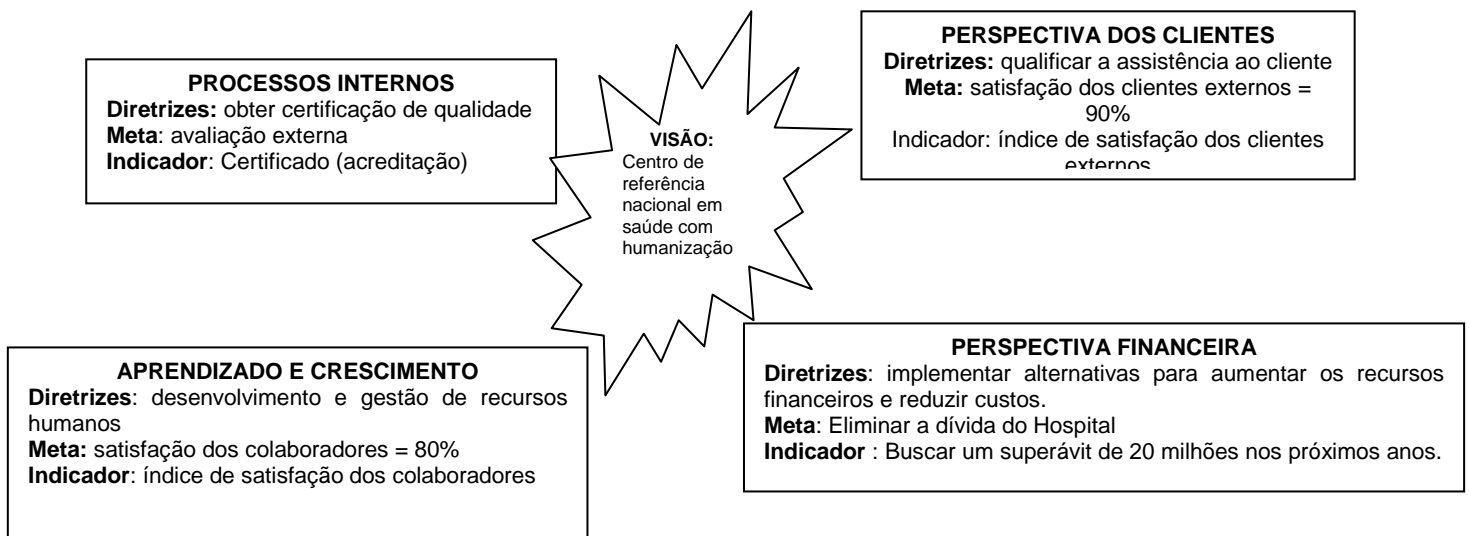 PROCESSOS INTERNOS
Diretrizes: obter certificação de qualidade
Meta: avaliação externa
Indicador: Certificado (acreditação)
PERSPECTIVA DOS CLIENTES
Diretrizes: qualificar a assistência ao cliente
Meta: satisfação dos clientes externos =
90%
Indicador: índice de satisfação dos clientes
externos
VISÃO:
Centro de
referência
nacional em
saúde com
humanização
APRENDIZADO E CRESCIMENTO
Diretrizes: desenvolvimento e gestão de recursos
humanos
Meta: satisfação dos colaboradores = 80%
Indicador: índice de satisfação dos colaboradores
PERSPECTIVA FINANCEIRA
Diretrizes: implementar alternativas para aumentar os recursos
financeiros e reduzir custos.
Meta: Eliminar a dívida do Hospital
Indicador : Buscar um superávit de 20 milhões nos próximos anos.